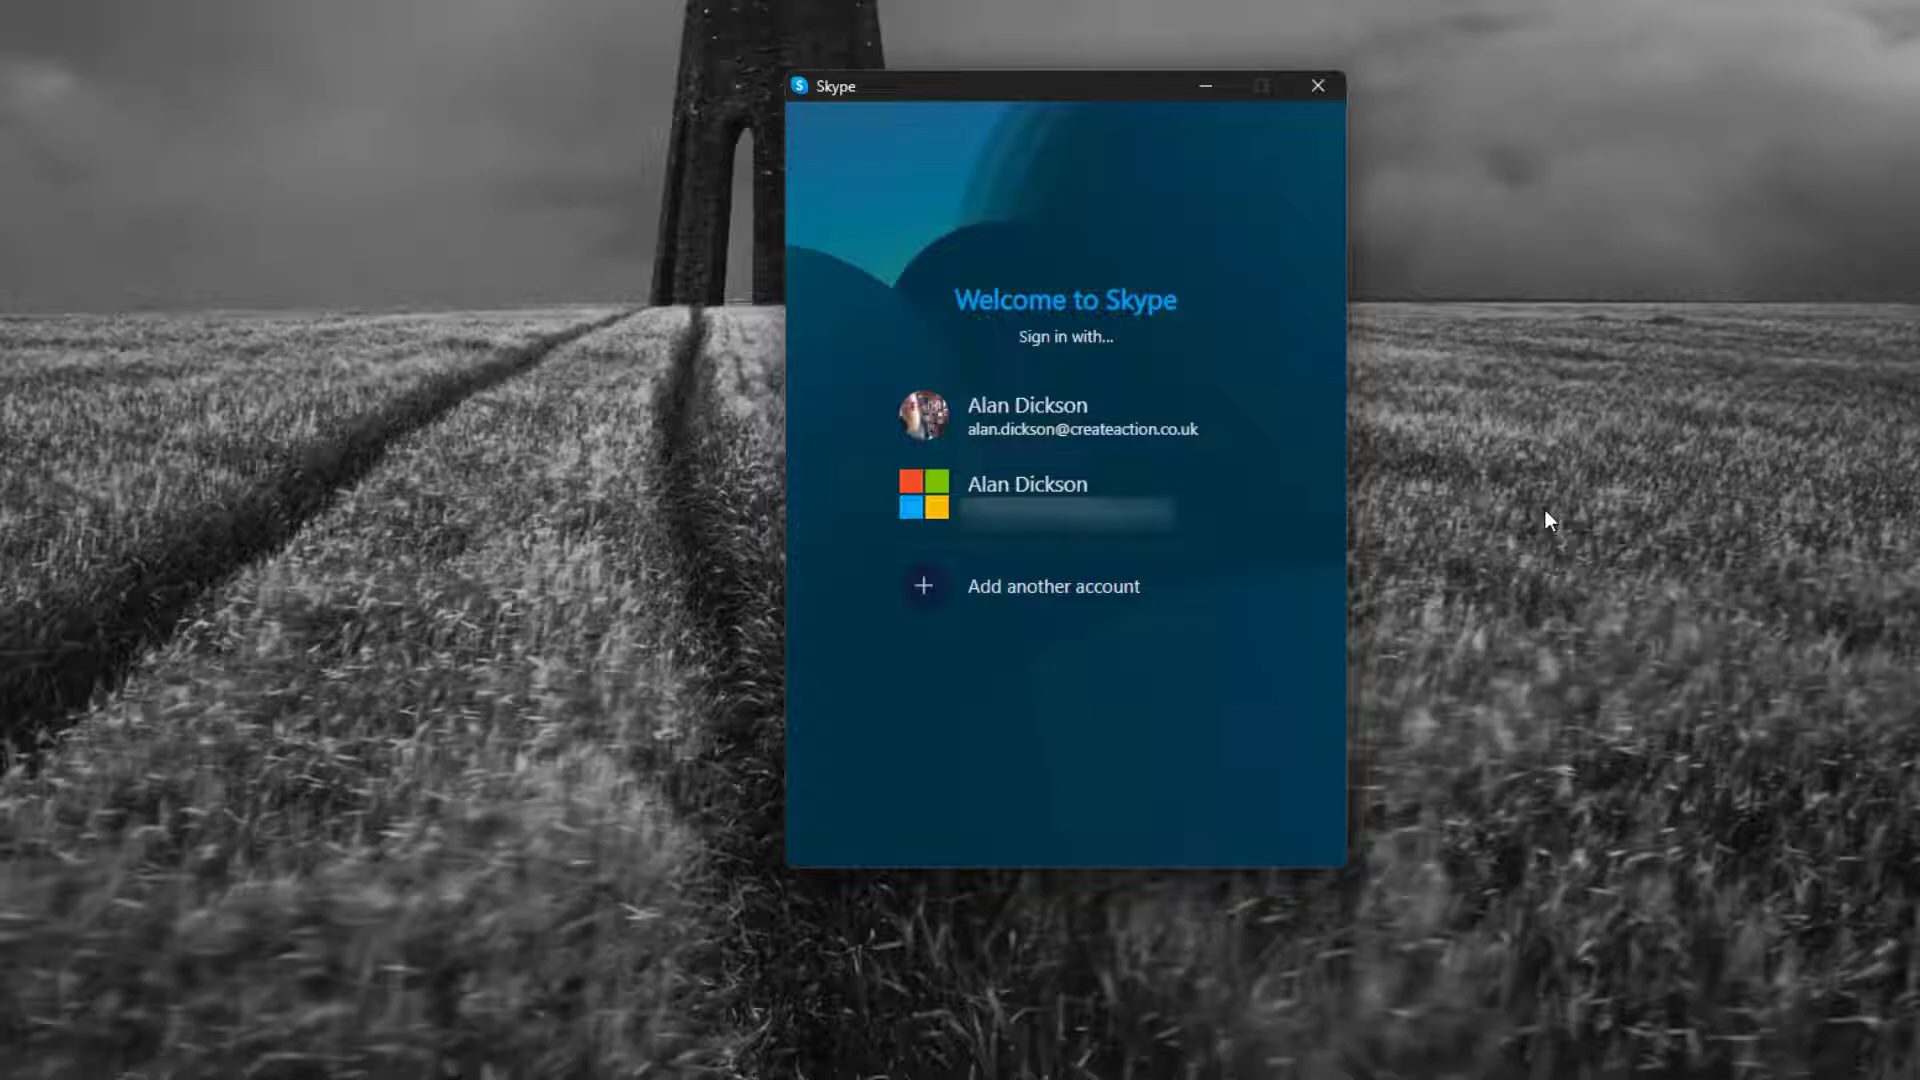 Skype
Welcome to Skype
Sign in with...
Alan Dickson
alan.dickson@createaction.co.uk
Alan Dickson
Add another account